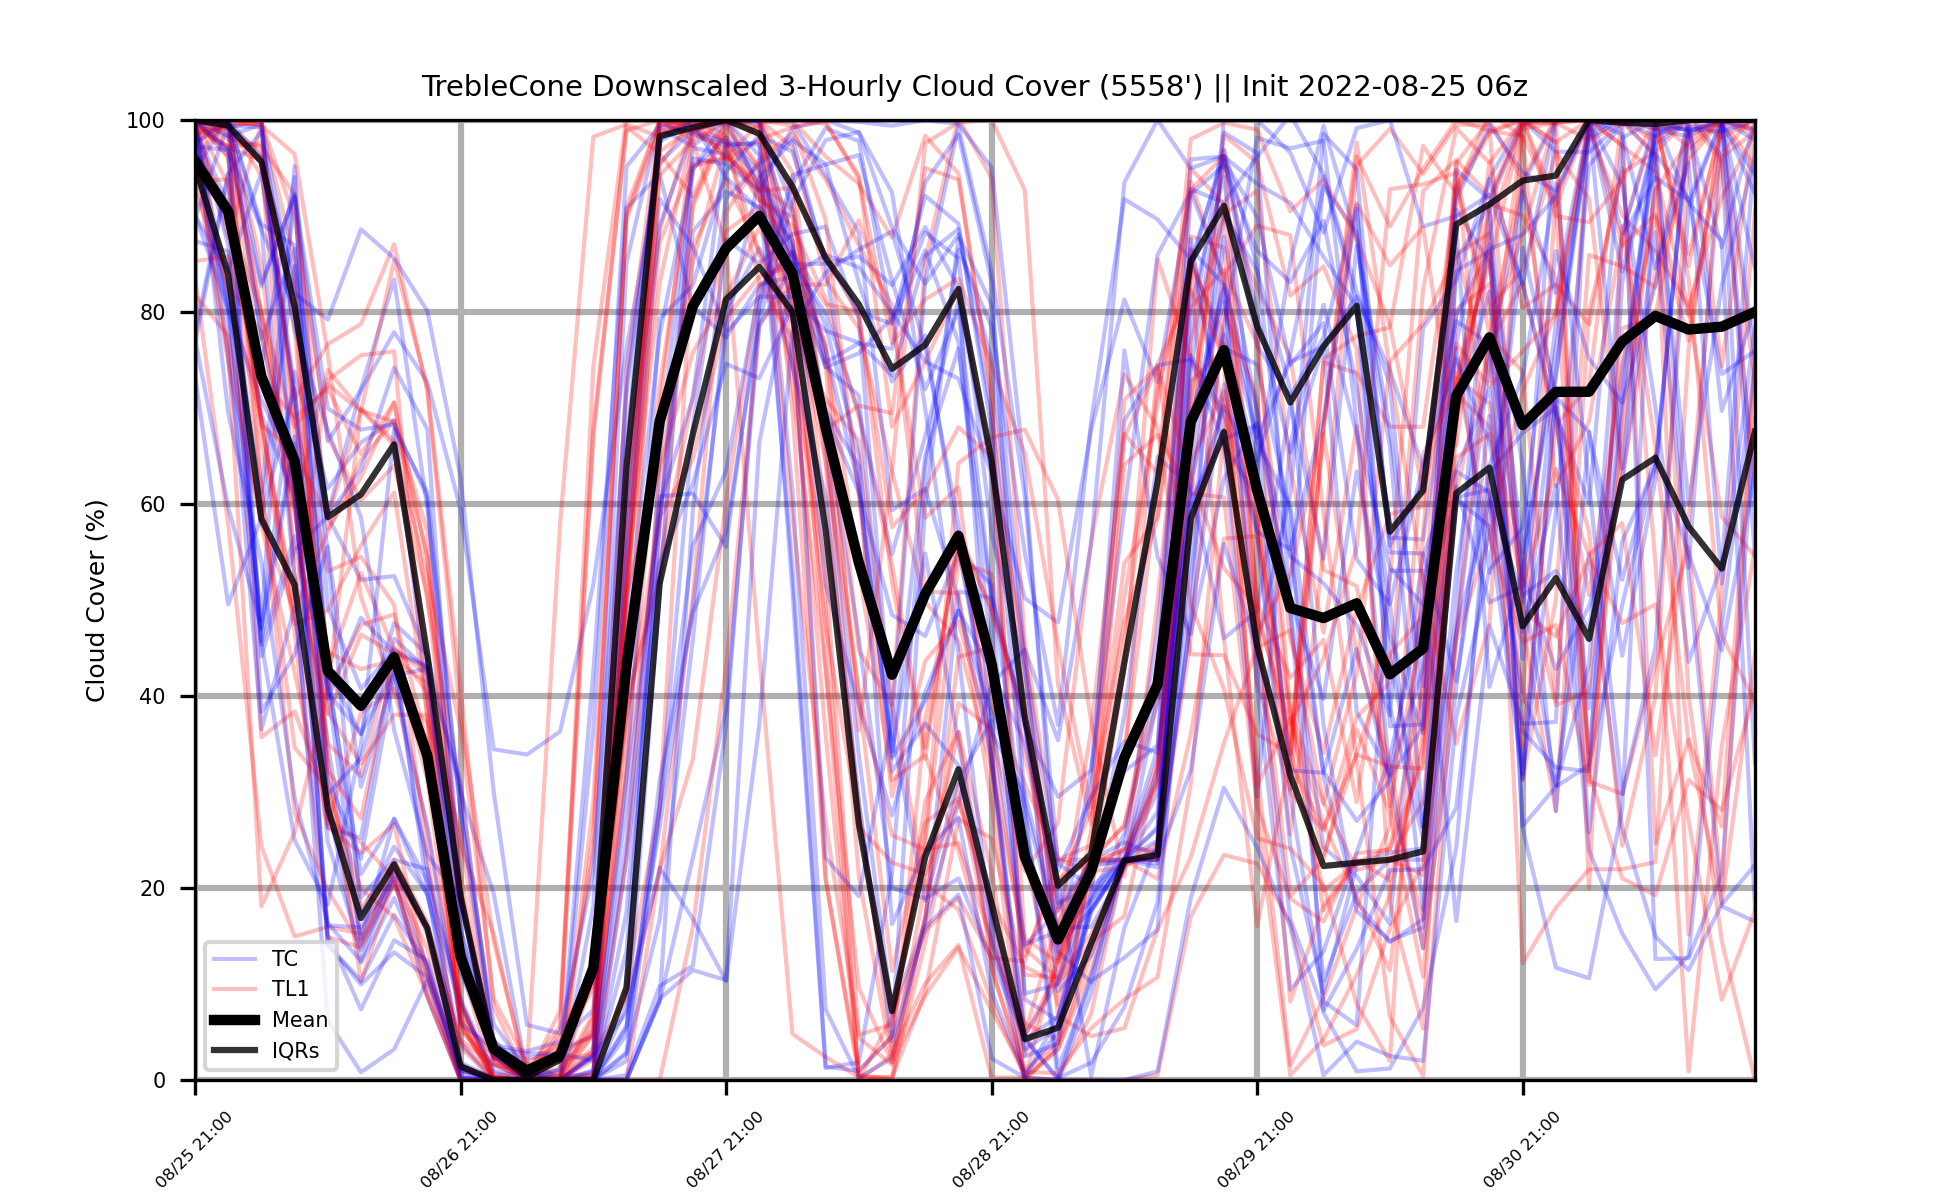 TrebleCone Downscaled 3-Hourly Cloud Cover (5558') || Init 2022-08-25 06z
Cloud Cover (%)
100
80
60
40
20
0
TC
TL1
Mean
IQRs
08/25 21:00
08/26 21:00
08/27 21:00
08/28 21:00
08/29 21:00
08/30 21:00